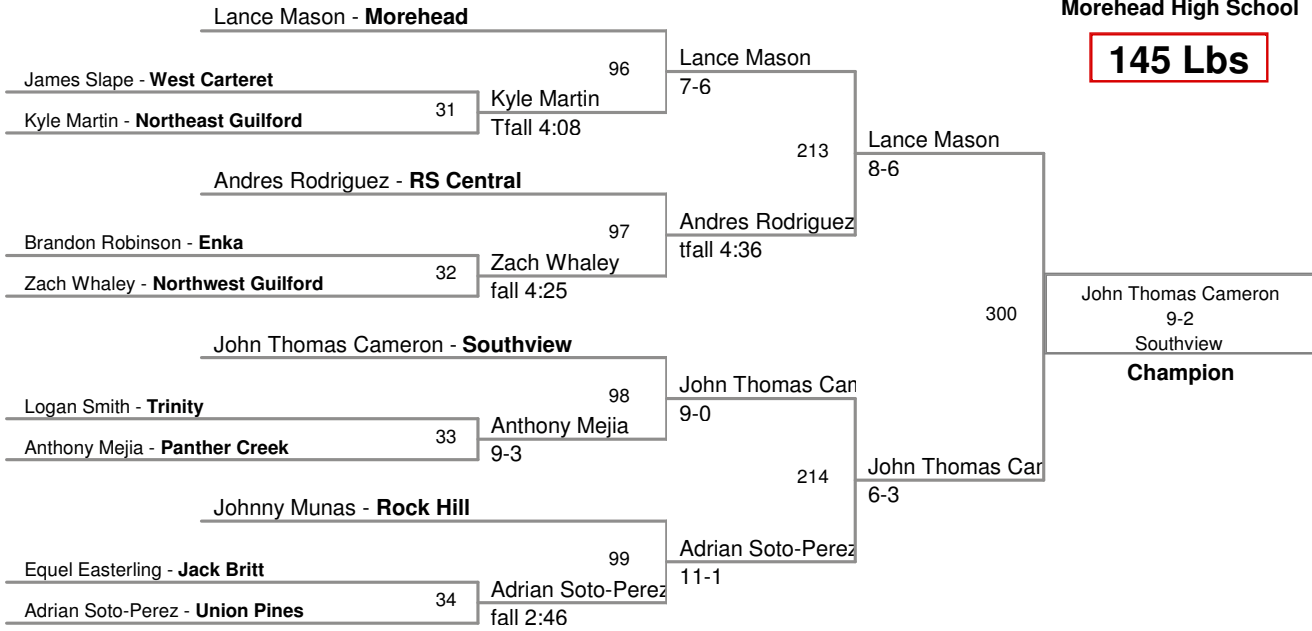 Morehead High School
145 Lbs
Lance Mason - Morehead
James Slape - West Carteret
Kyle Martin - Northeast Guilford
31
Kyle Martin
Tfall 4:08
96
Lance Mason
7-6
Andres Rodriguez - RS Central
Brandon Robinson - Enka
Zach Whaley - Northwest Guilford
32
Zach Whaley
fall 4:25
97
Andres Rodriguez
tfall 4:36
213
Lance Mason
8-6
John Thomas Cameron - Southview
Logan Smith - Trinity
Anthony Mejia - Panther Creek
33
Anthony Mejia
9-3
98
John Thomas Can
9-0
Johnny Munas - Rock Hill
Equel Easterling - Jack Britt
Adrian Soto-Perez - Union Pines
34
Adrian Soto-Perez
fall 2:46
99
Adrian Soto-Perez
11-1
214
John Thomas Car
6-3
300
John Thomas Cameron
9-2
Southview
Champion